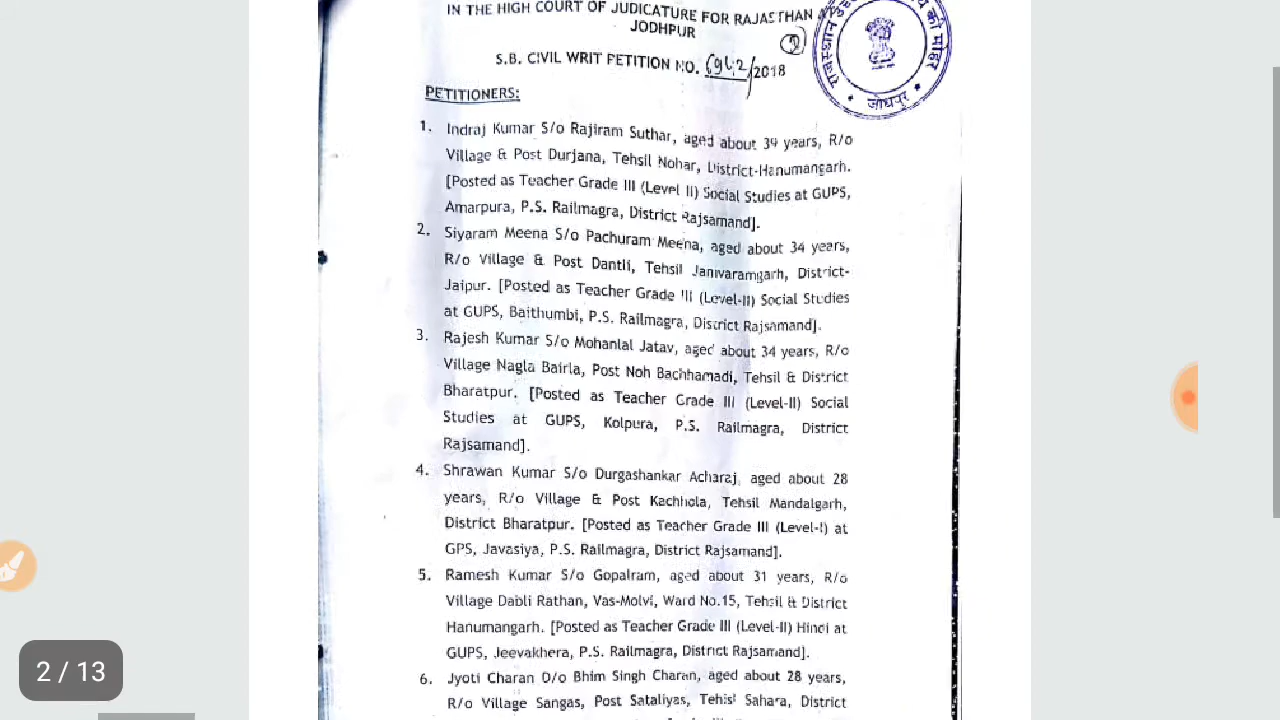 IN THE HIGH COURT OF JUDICATURE FOR RAJASTHAN
JODHPUR
S.B. CIVIL WRIT PETITION NO. /2018
PETITIONERS:
1. Indraj Kumar S/o Rajiram Suthar, aged about 34 years, R/o
Village & Post Durjana, Tehsil Nohar, District-Hanumangarh.
[Posted as Teacher Grade III (Level II) Social Studies at GUPS,
Amarpura, P.S. Railmagra, District Rajsamand].
2. Siyaram Meena S/o Pachuram Meena, aged about 34 years,
R/o Village & Post Dantli, Tehsil Janwaramgarh, District-
Jaipur. [Posted as Teacher Grade III (Level-II) Social Studies
at GUPS, Baithumbi, P.S. Railmagra, District Rajsamand].
3. Rajesh Kumar S/o Mohanlal Jatav, aged about 34 years, R/o
Village Nagla Bairla, Post Noh Bachhamadi, Tehsil & District
Bharatpur. [Posted as Teacher Grade III (Level-II) Social
Studies at GUPS, Kolpura, P.S. Railmagra, District
Rajsamand].
4. Shrawan Kumar S/o Durgashankar Acharaj, aged about 28
years, R/o Village & Post Kachhola, Tehsil Mandalgarh,
District Bharatpur. [Posted as Teacher Grade III (Level-I) at
GPS, Javasiya, P.S. Railmagra, District Rajsamand].
5. Ramesh Kumar S/o Gopalram, aged about 31 years, R/o
Village Dabli Rathan, Vas-Molvi, Ward No.15, Tehsil & District
Hanumangarh. [Posted as Teacher Grade III (Level-II) Hindi at
GUPS, Jeevakhera, P.S. Railmagra, District Rajsamand].
6. Jyoti Charan D/o Bhim Singh Charan, aged about 28 years,
R/o Village Sangas, Post Sataliyas, Tehisl Sahara, District
राजस्थान
की मोहर
जोधपुर
2 / 13